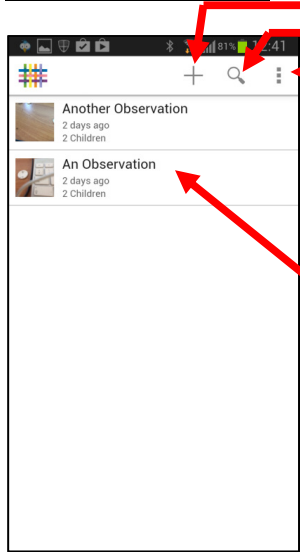 81%
Another Observation
2 days ago
2 Children
An Observation
2 days ago
2 Children